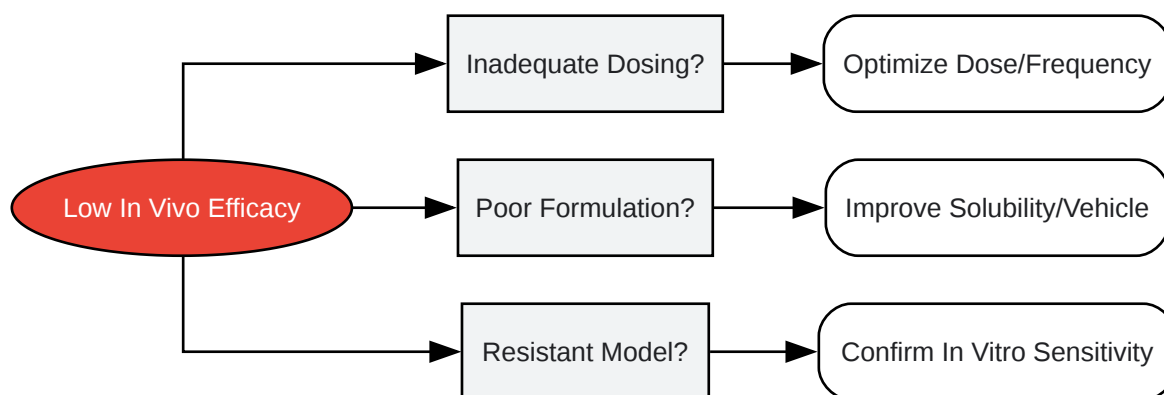 Inadequate Dosing?
Optimize Dose/Frequency
Low In Vivo Efficacy
Poor Formulation?
Improve Solubility/Vehicle
Resistant Model?
Confirm In Vitro Sensitivity